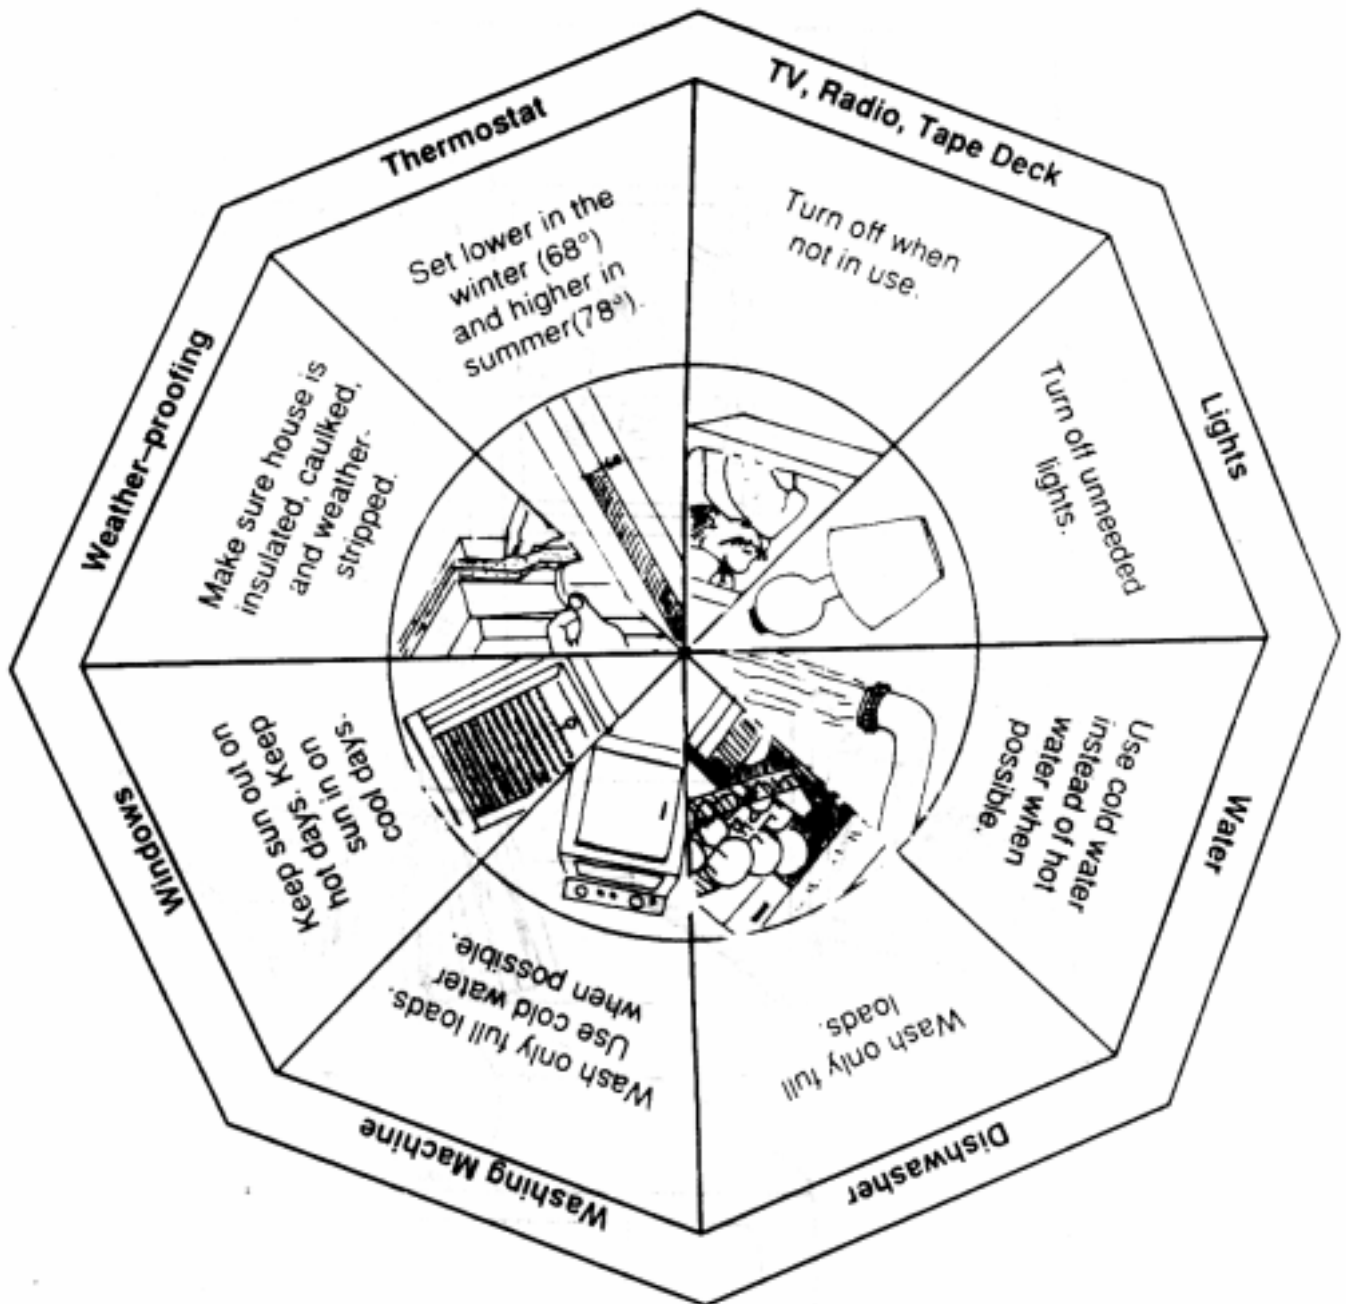 TV, Radio, Tape Deck
Turn off when
not in use.
Lights
Turn off unneeded
lights.
Water
Use cold water
instead of hot
water when
possible.
Dishwasher
Wash only full
loads.
Washing Machine
Wash only full loads.
Use cold water
when possible.
Windows
Keep sun out on
hot days. Keep
sun in on
cool days.
Weather-proofing
Make sure house is
insulated, caulked,
and weather-
stripped.
Thermostat
Set lower in the
winter (68°)
and higher in
summer(78°).